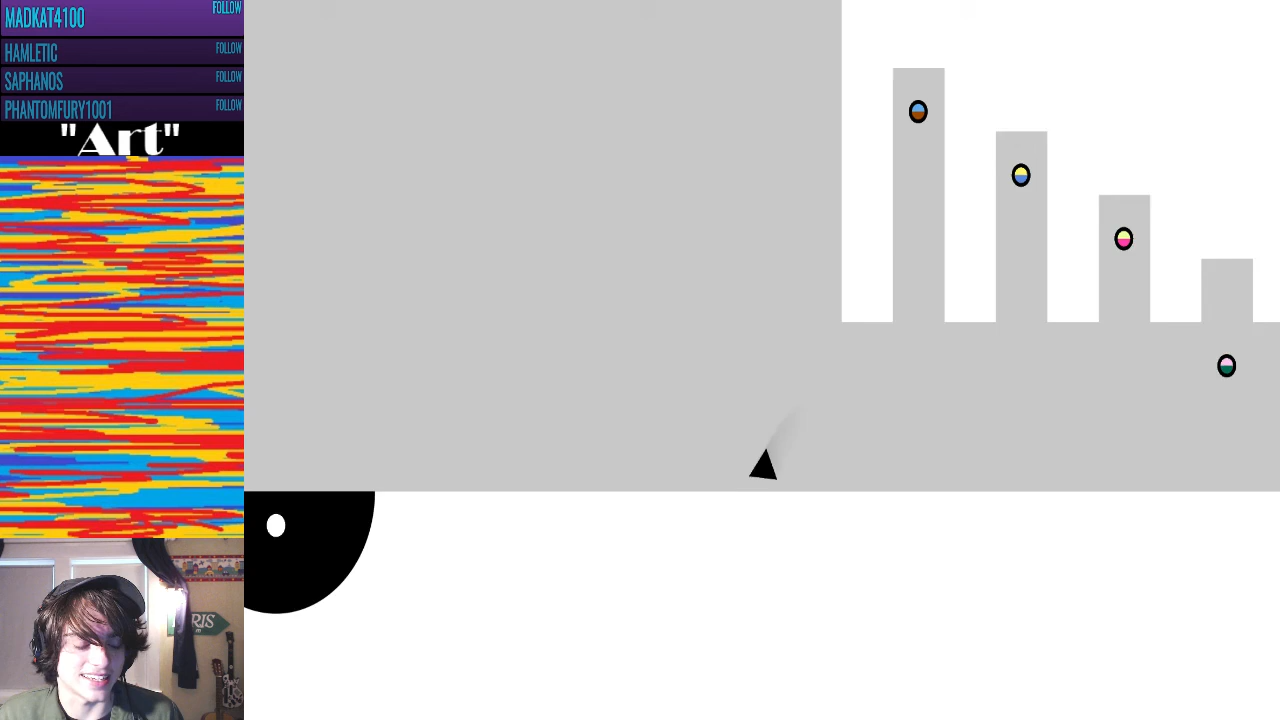 MADKAT4100 FOLLOW
HAMLETIC FOLLOW
SAPHANOS FOLLOW
PHANTOMFURY1001 FOLLOW
"Art"